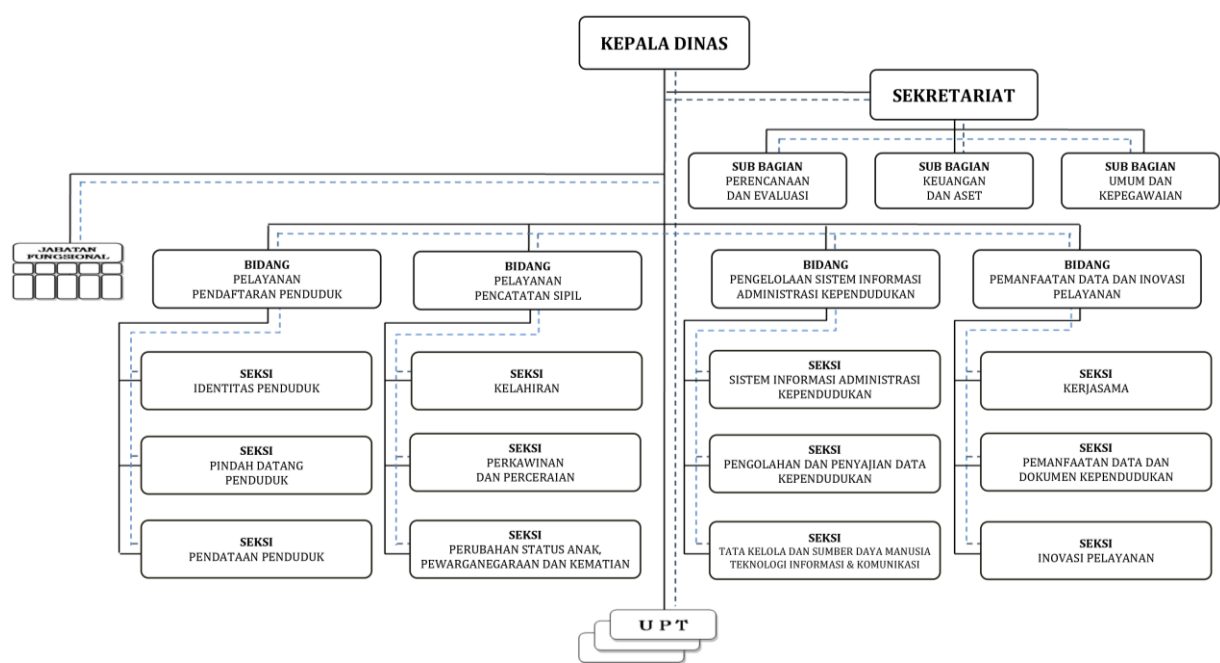 KEPALA DINAS
SEKRETARIAT
SUB BAGIAN
PERENCANAAN
DAN EVALUASI
SUB BAGIAN
KEUANGAN
DAN ASET
SUB BAGIAN
UMUM DAN
KEPEGAWAIAN
JABATAN
FUNGSIONAL
BIDANG
PELAYANAN
PENDAFTARAN PENDUDUK
BIDANG
PELAYANAN
PENCATATAN SIPIL
BIDANG
PENGELOLAAN SISTEM INFORMASI
ADMINISTRASI KEPENDUDUKAN
BIDANG
PEMANFAATAN DATA DAN INOVASI
PELAYANAN
SEKSI
IDENTITAS PENDUDUK
SEKSI
KELAHIRAN
SEKSI
SISTEM INFORMASI ADMINISTRASI
KEPENDUDUKAN
SEKSI
KERJASAMA
SEKSI
PINDAH DATANG
PENDUDUK
SEKSI
PERKAWINAN
DAN PERCERAIAN
SEKSI
PENGOLAHAN DAN PENYAJIAN DATA
KEPENDUDUKAN
SEKSI
PEMANFAATAN DATA DAN
DOKUMEN KEPENDUDUKAN
SEKSI
PENDATAAN PENDUDUK
SEKSI
PERUBAHAN STATUS ANAK,
PEWARGANEGARAAN DAN KEMATIAN
SEKSI
TATA KELOLA DAN SUMBER DAYA MANUSIA
TEKNOLOGI INFORMASI & KOMUNIKASI
SEKSI
INOVASI PELAYANAN
U P T